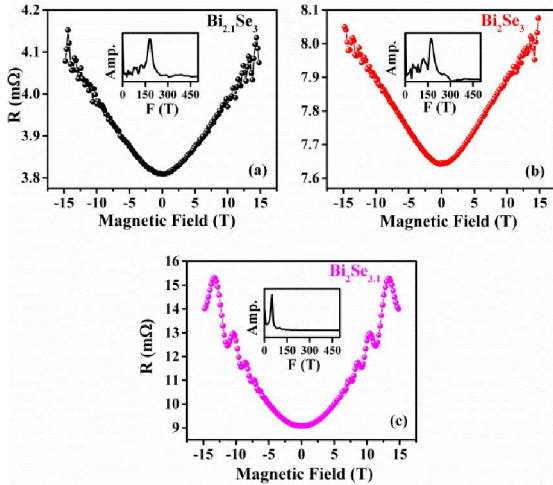 Bi2.1Se3
4.2
4.1
4.0
3.9
3.8
R (mΩ)
Amp.
0 150 300 450
F (T)
(a)
-15 -10 -5 0 5 10 15
Magnetic Field (T)
Bi2Se3
8.1
8.0
7.9
7.8
7.7
7.6
R (mΩ)
Amp.
0 150 300 450
F (T)
(b)
-15 -10 -5 0 5 10 15
Magnetic Field (T)
Bi2Se3.1
16
15
14
13
12
11
10
9
R (mΩ)
Amp.
0 150 300 450
F (T)
(c)
-15 -10 -5 0 5 10 15
Magnetic Field (T)